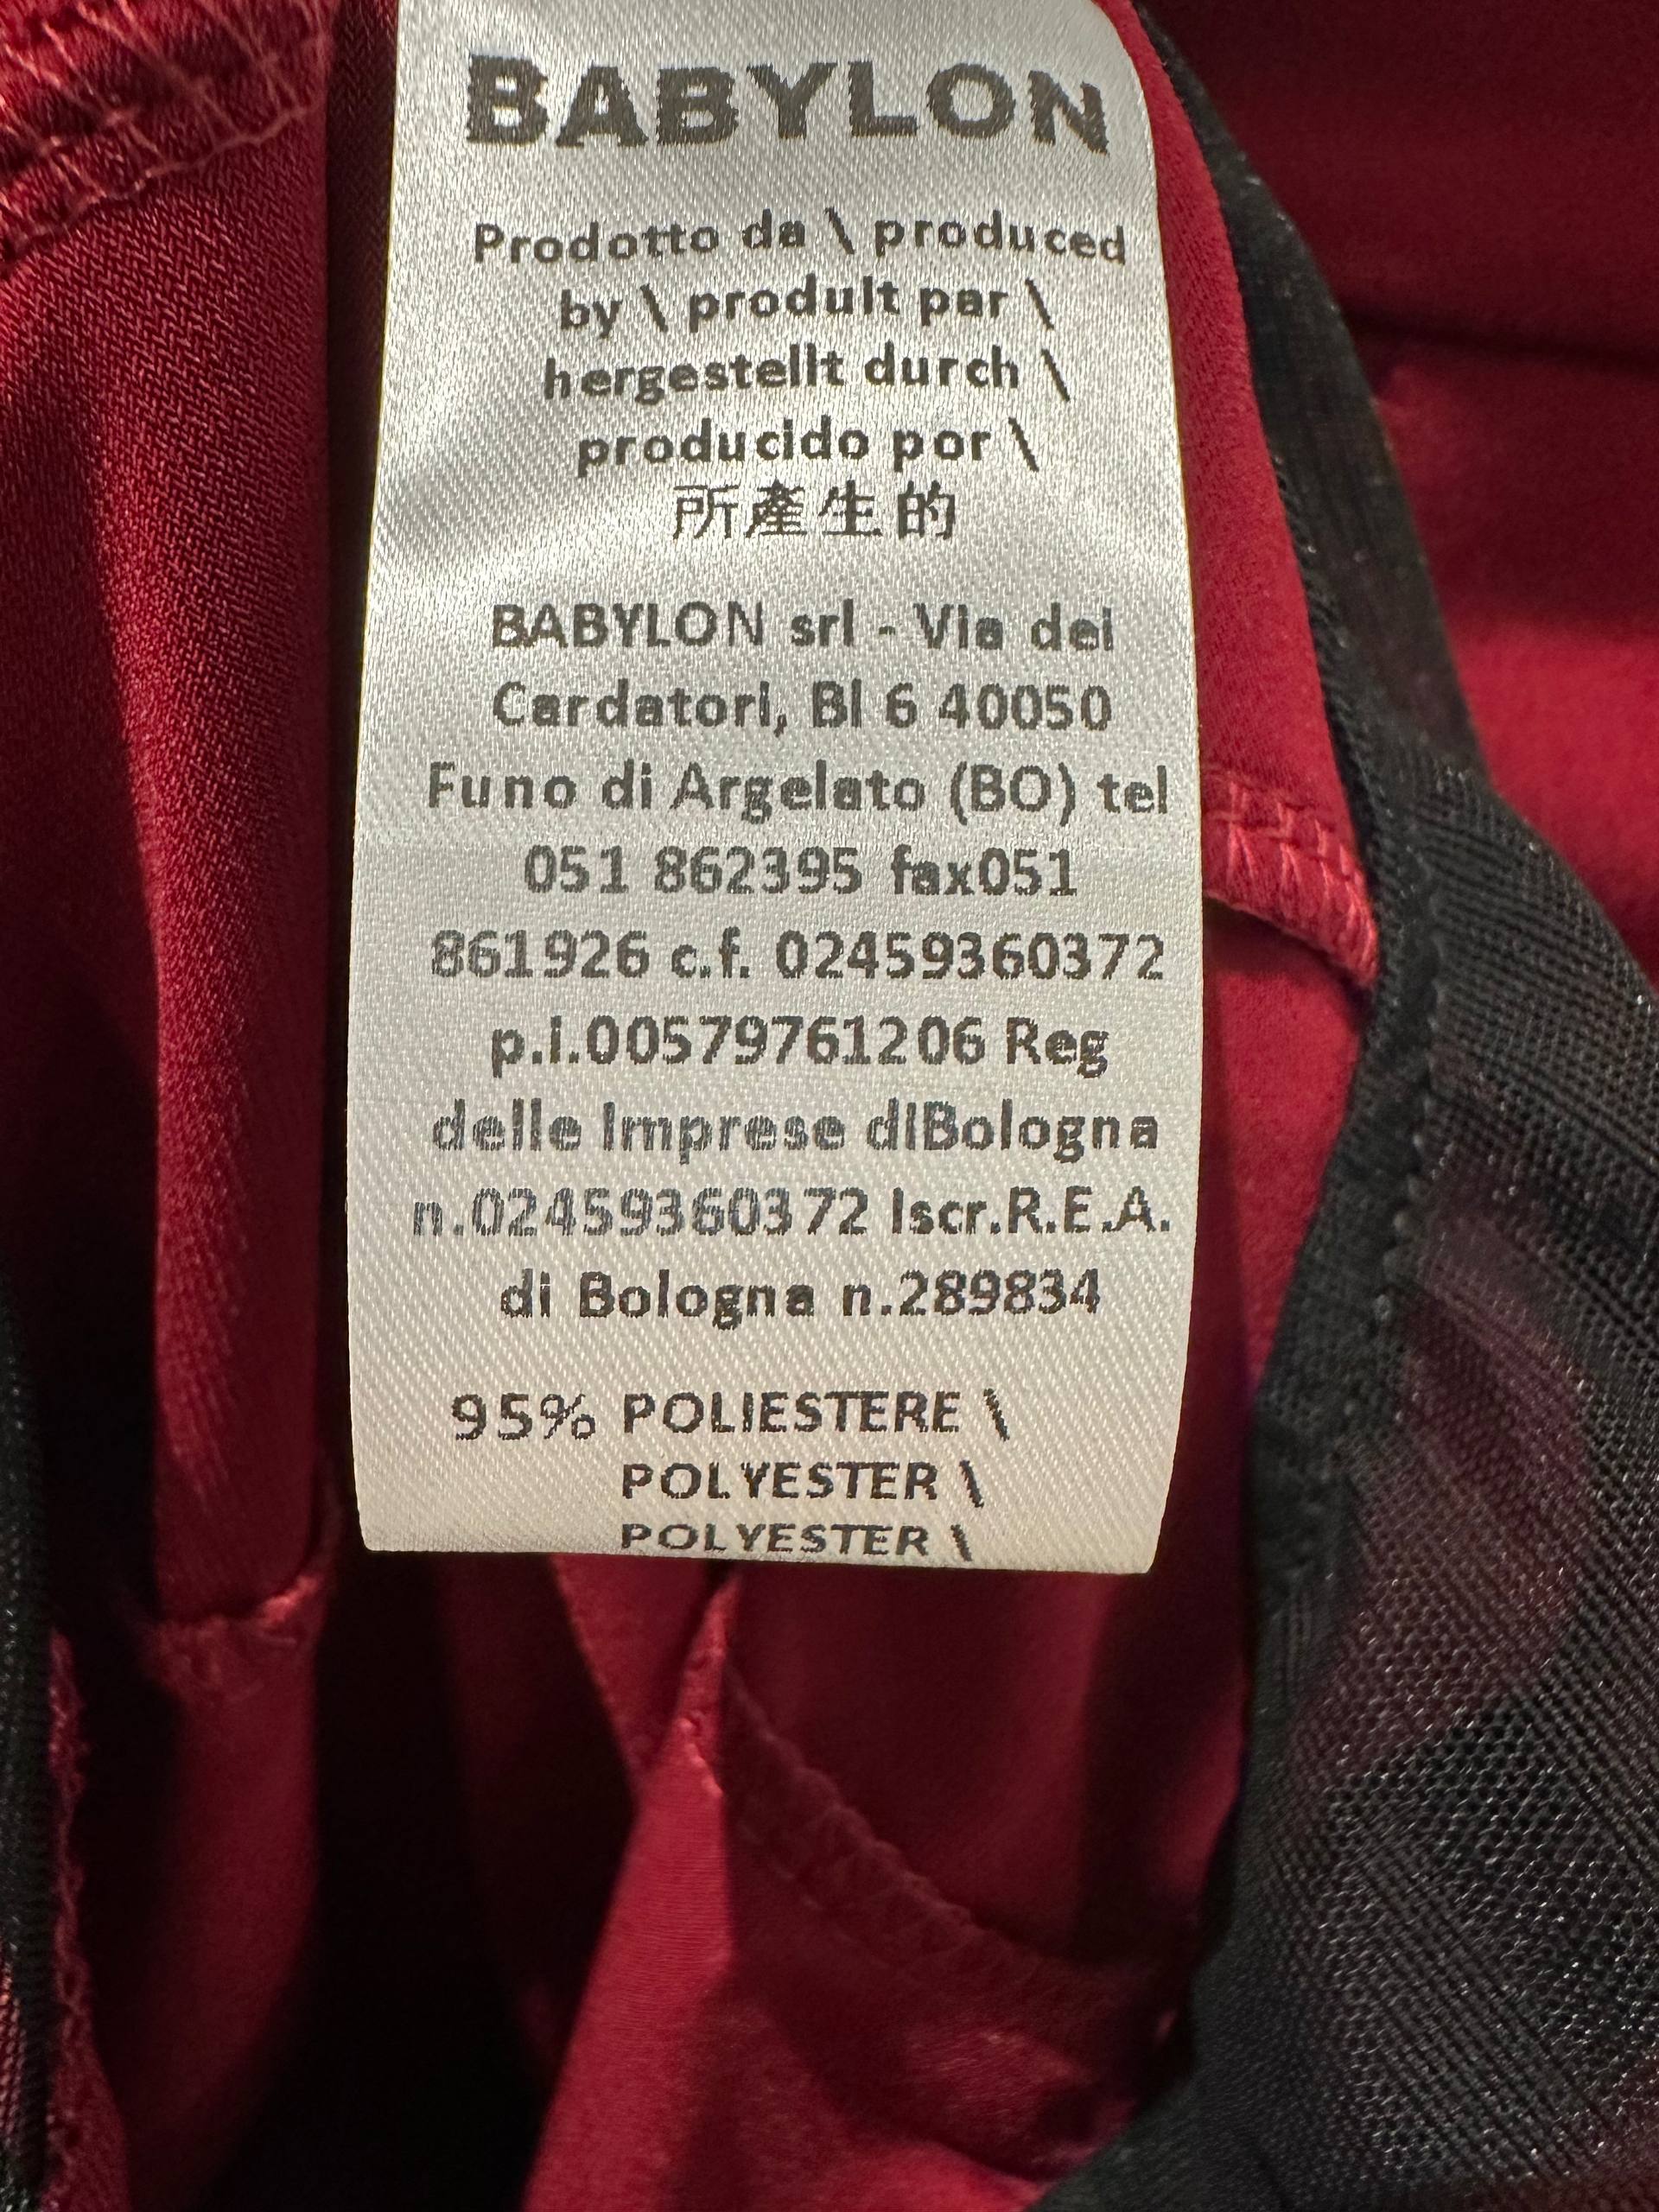 BABYLON
Prodotto da \ produced
by \ produit par \
hergestellt durch \
producido por \
所產生的
BABYLON srl - Via dei
Cardatori, Bl 6 40050
Funo di Argelato (BO) tel
051 862395 fax051
861926 c.f. 02459360372
p.i.00579761206 Reg
delle Imprese diBologna
n.02459360372 Iscr.R.E.A.
di Bologna n.289834
95% POLIESTERE \
POLYESTER \
POLYESTER \